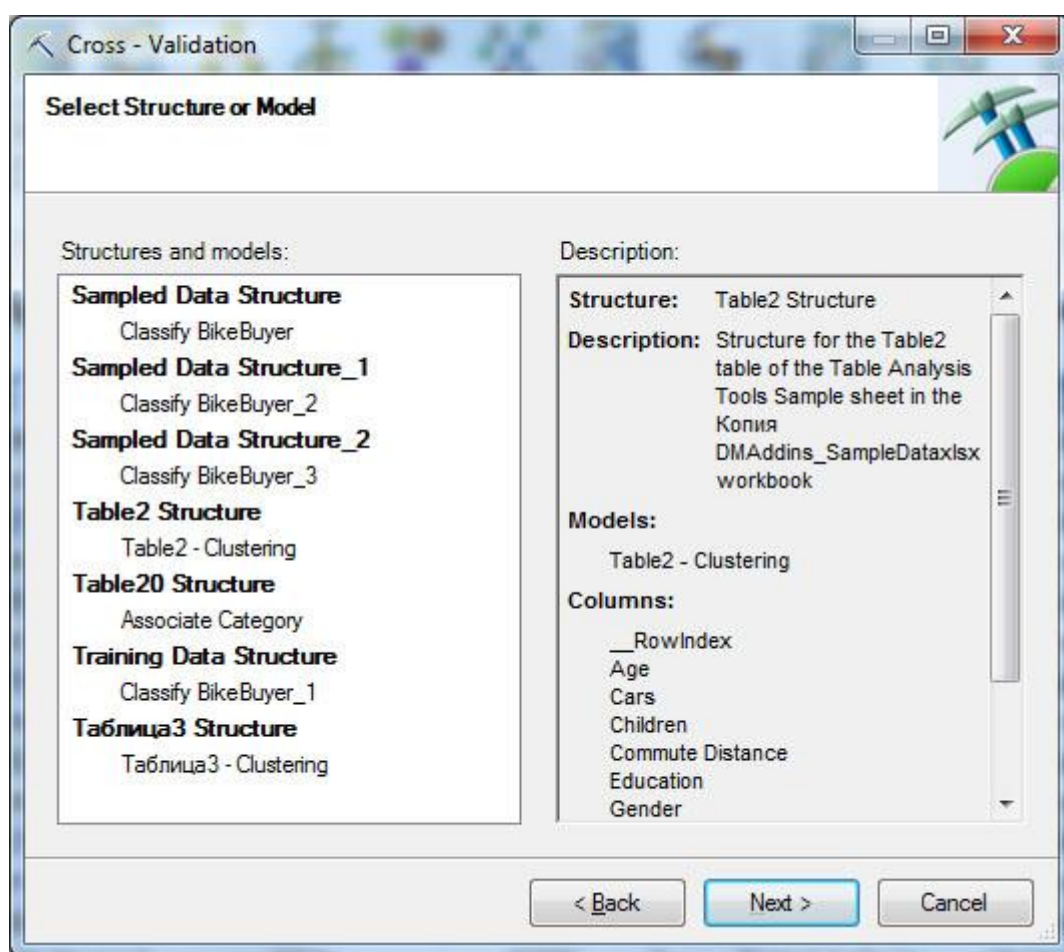 Cross - Validation
Select Structure or Model
Structures and models:
Sampled Data Structure
Classify BikeBuyer
Sampled Data Structure_1
Classify BikeBuyer_2
Sampled Data Structure_2
Classify BikeBuyer_3
Table2 Structure
Table2 - Clustering
Table20 Structure
Associate Category
Training Data Structure
Classify BikeBuyer_1
Таблица3 Structure
Таблица3 - Clustering
Description:
Structure: Table2 Structure
Description: Structure for the Table2
table of the Table Analysis
Tools Sample sheet in the
Копия
DMAddins_SampleDataxlsx
workbook
Models:
Table2 - Clustering
Columns:
__RowIndex
Age
Cars
Children
Commute Distance
Education
Gender
< Back Next > Cancel